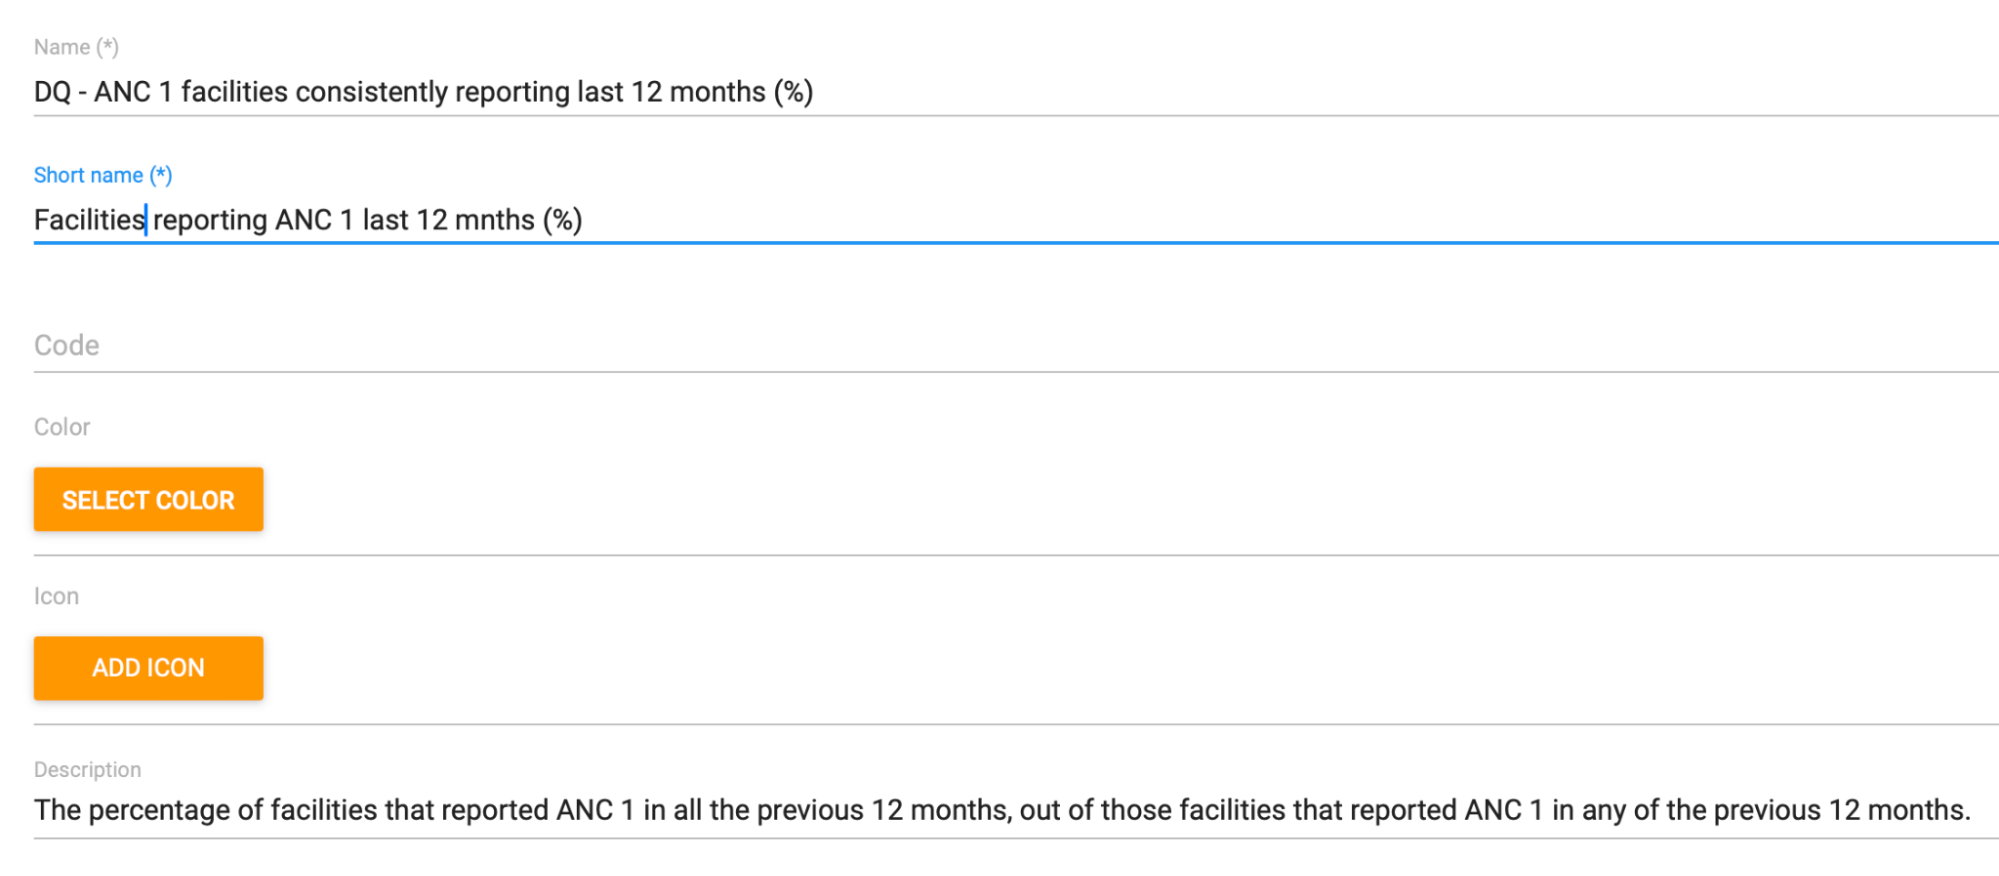 Name (*)
DQ - ANC 1 facilities consistently reporting last 12 months (%)
Short name (*)
Facilities reporting ANC 1 last 12 mnths (%)
Code
Color
SELECT COLOR
Icon
ADD ICON
Description
The percentage of facilities that reported ANC 1 in all the previous 12 months, out of those facilities that reported ANC 1 in any of the previous 12 months.